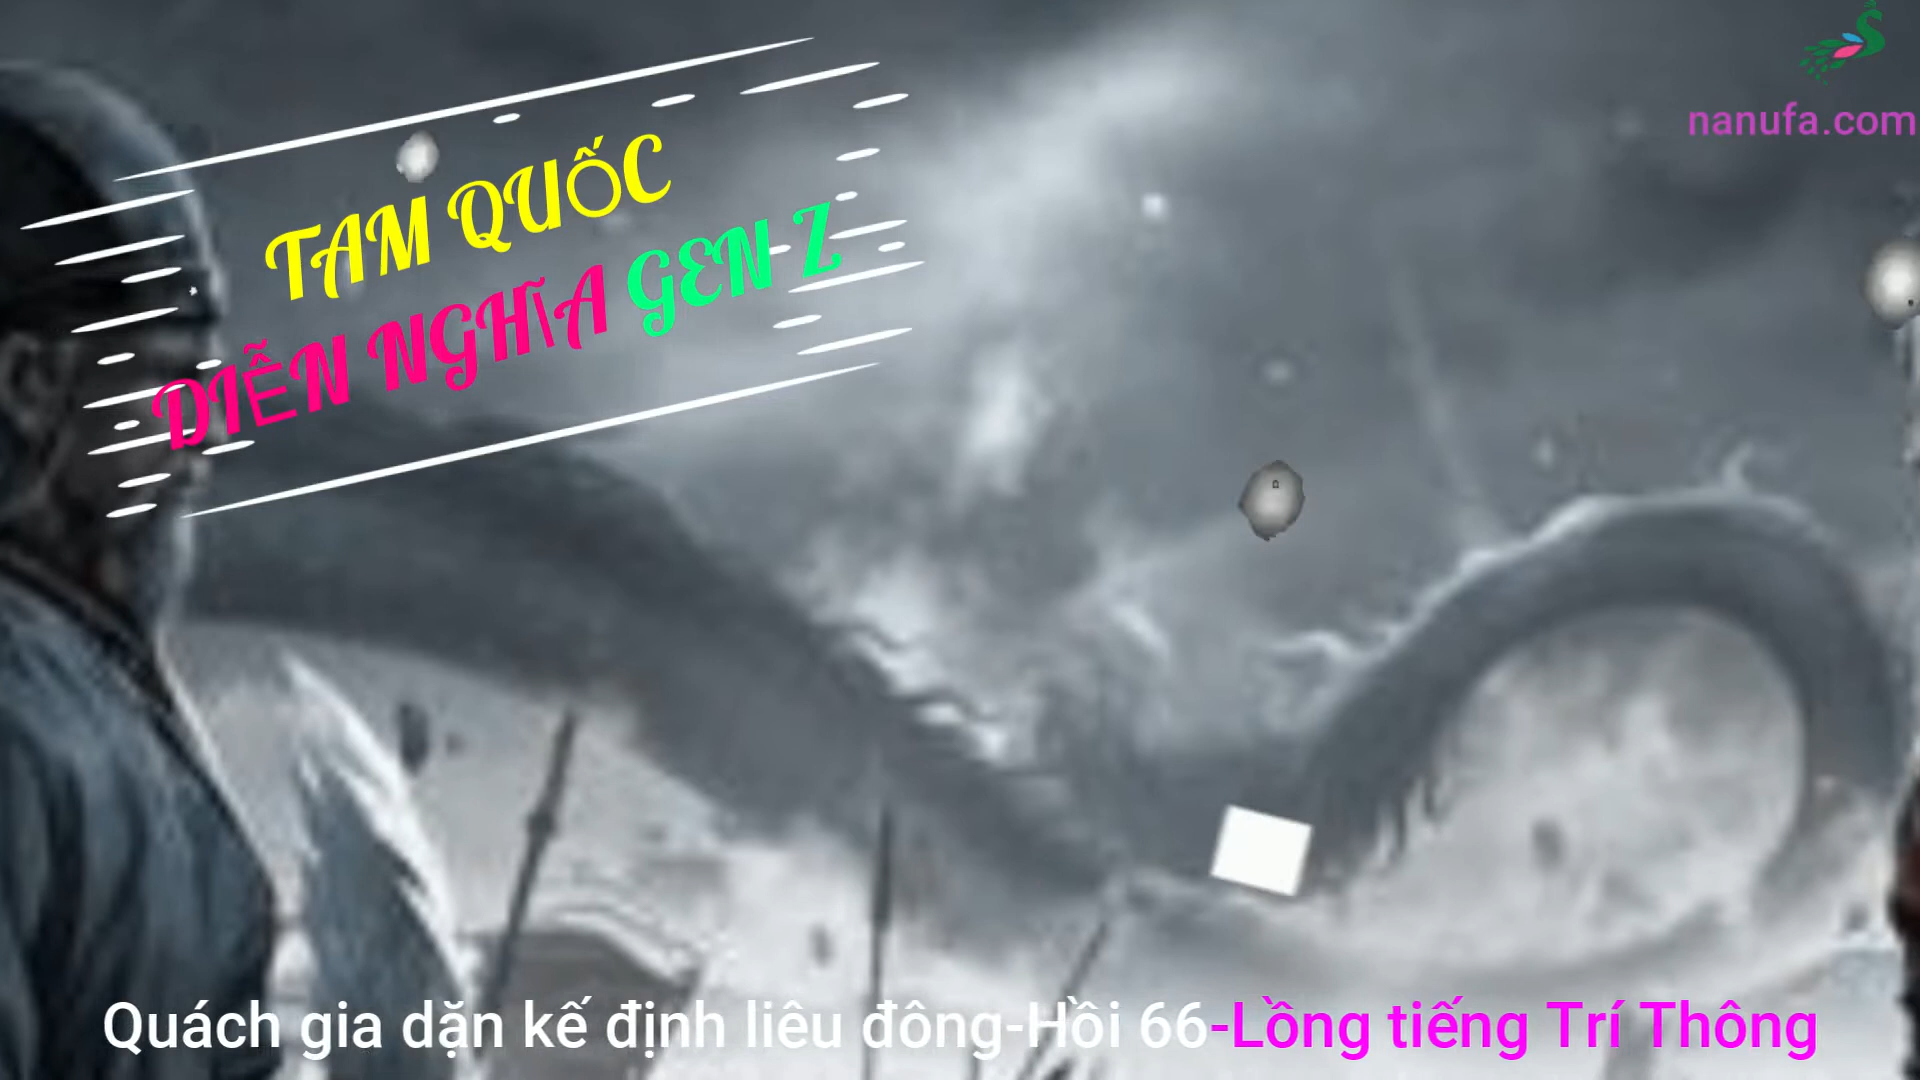 nanufa.com
TAM QUỐC
DIỄN NGHĨA GEN Z
Quách gia dặn kế định liêu đông-Hồi 66-Lồng tiếng Trí Thông